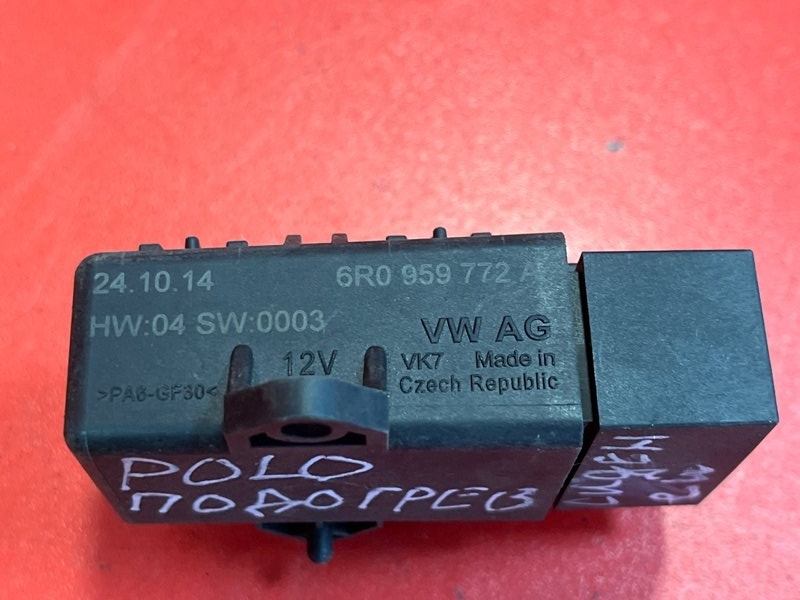 24.10.14 6R0 959 772 A
HW:04 SW:0003
VW AG
12V
VK7 Made in
Czech Republic
>PA6-GF30<
POLO
ПОДОГРЕВ